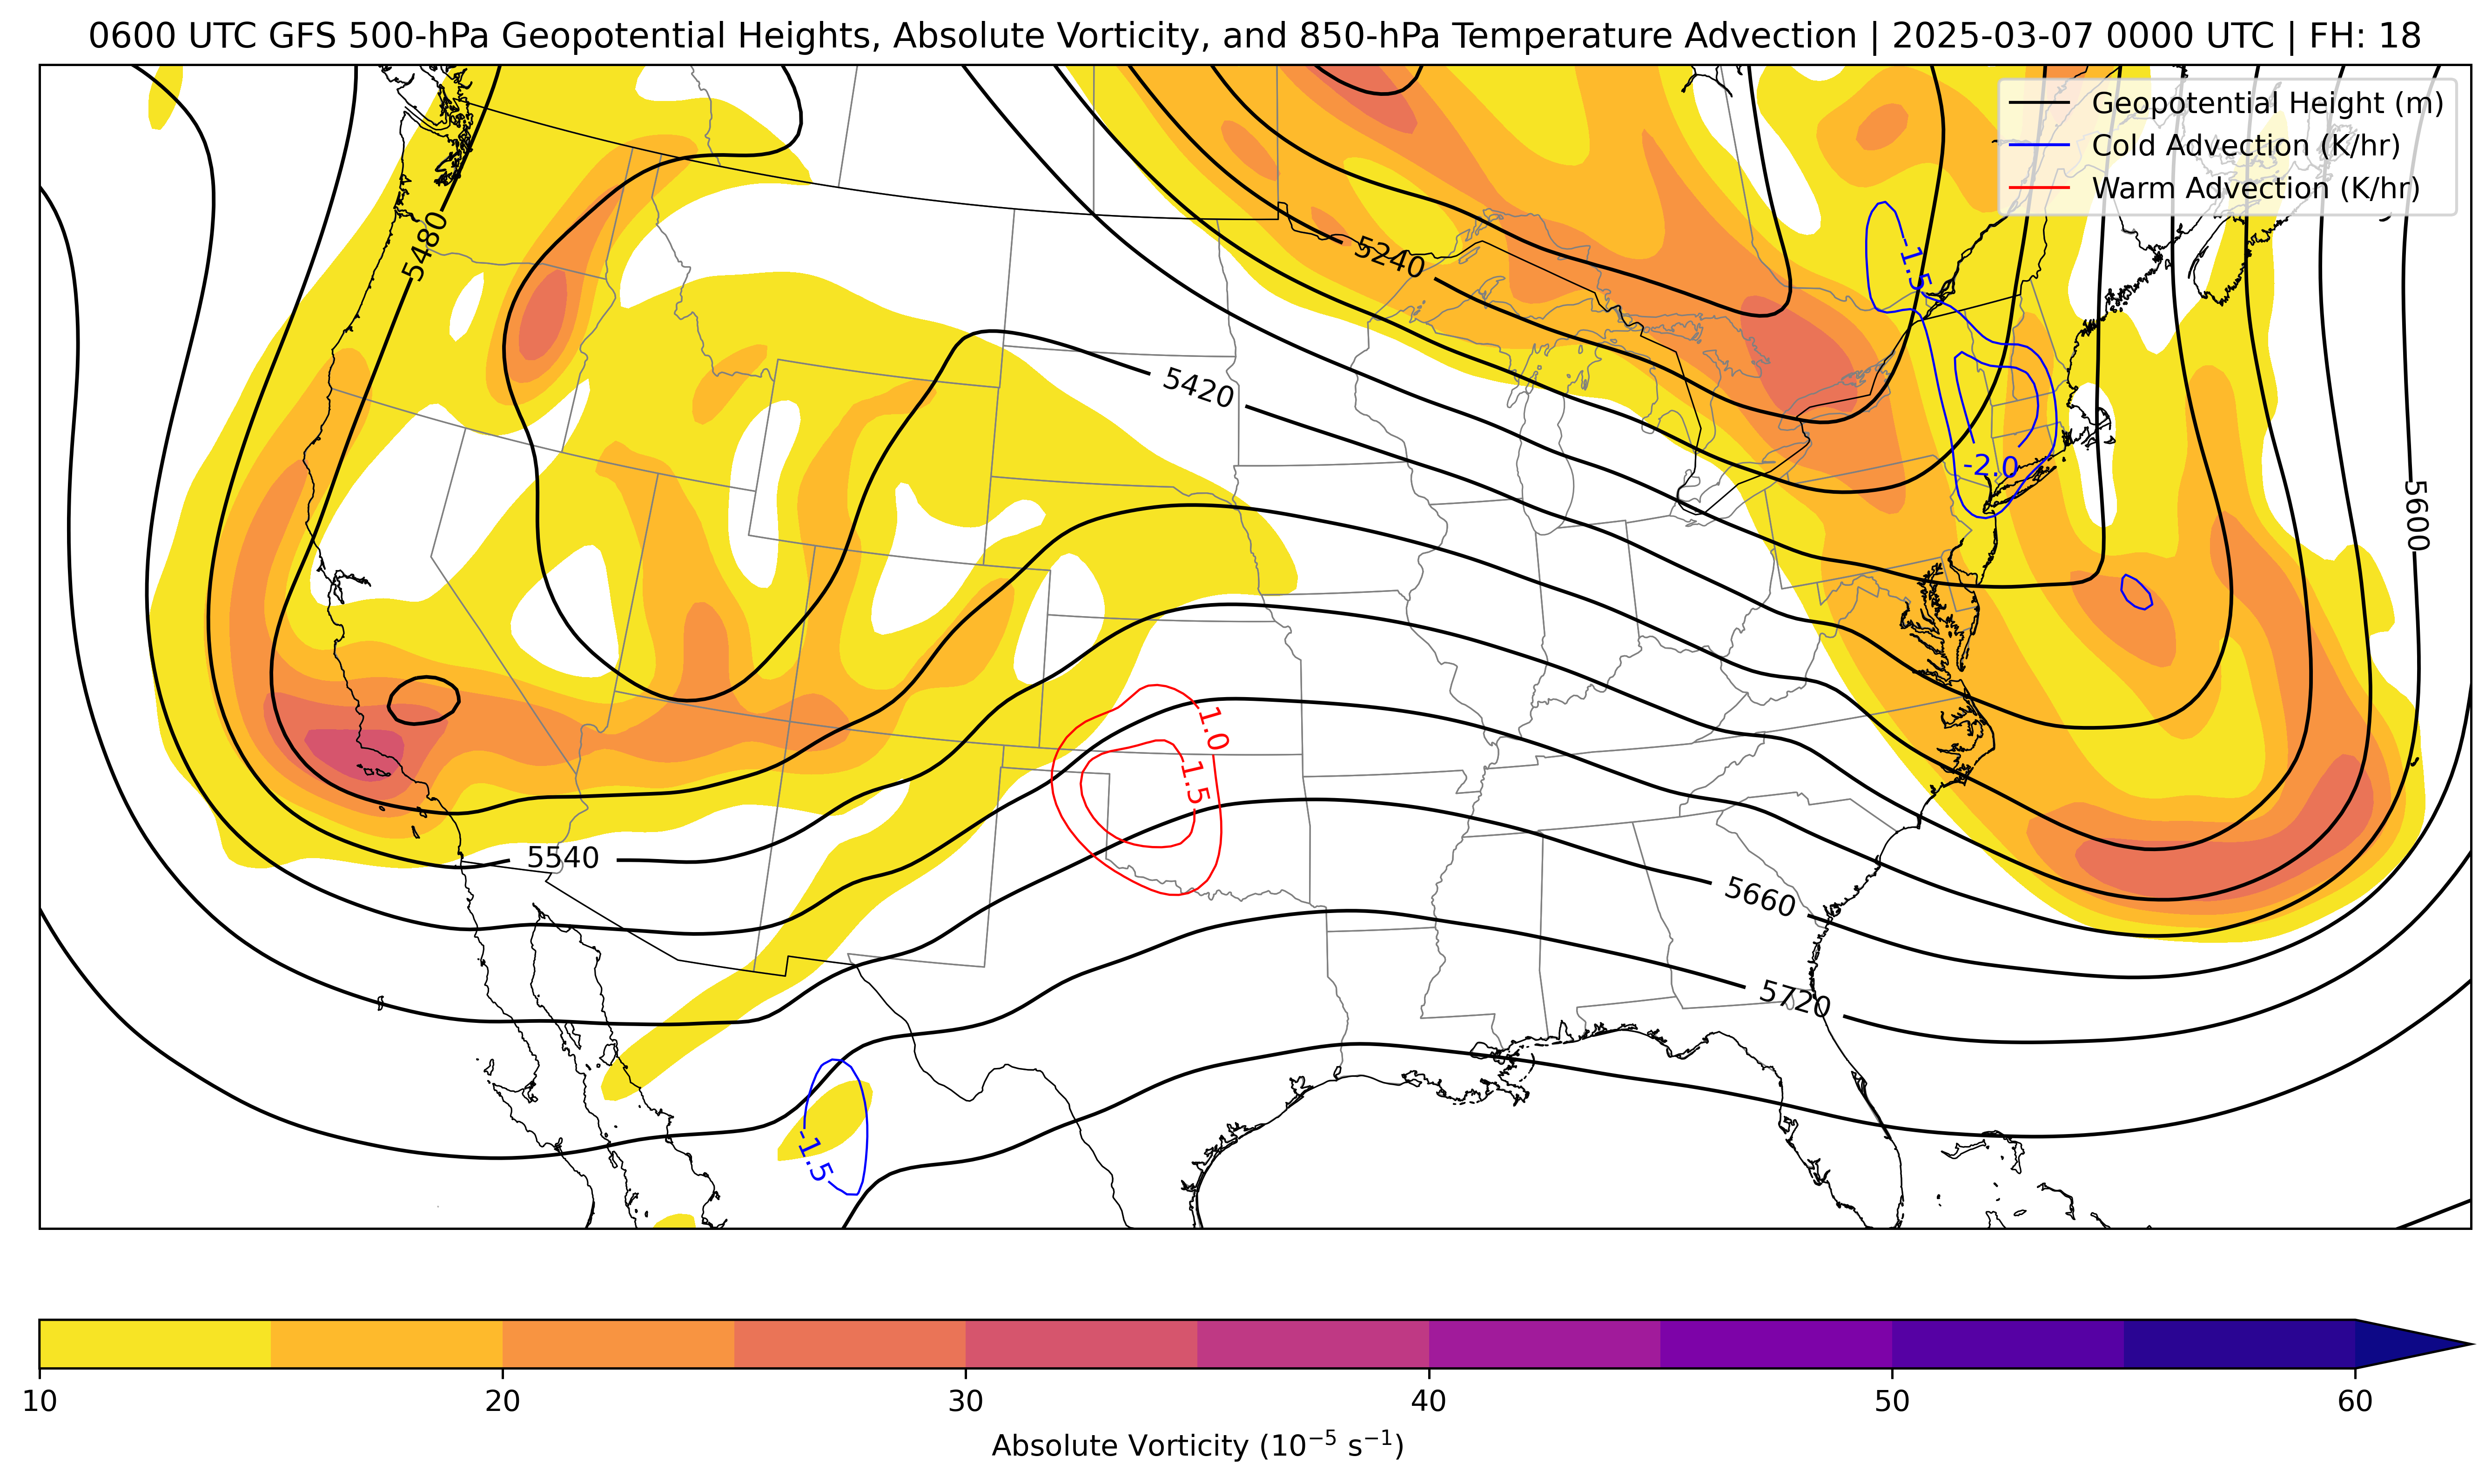 0600 UTC GFS 500-hPa Geopotential Heights, Absolute Vorticity, and 850-hPa Temperature Advection | 2025-03-07 0000 UTC | FH: 18
Geopotential Height (m)
Cold Advection (K/hr)
Warm Advection (K/hr)
5480
5240
-1.5
5420
-2.0
5600
1.0
1.5
5540
5660
5720
-1.5
10 20 30 40 50 60
Absolute Vorticity (10⁻⁵ s⁻¹)